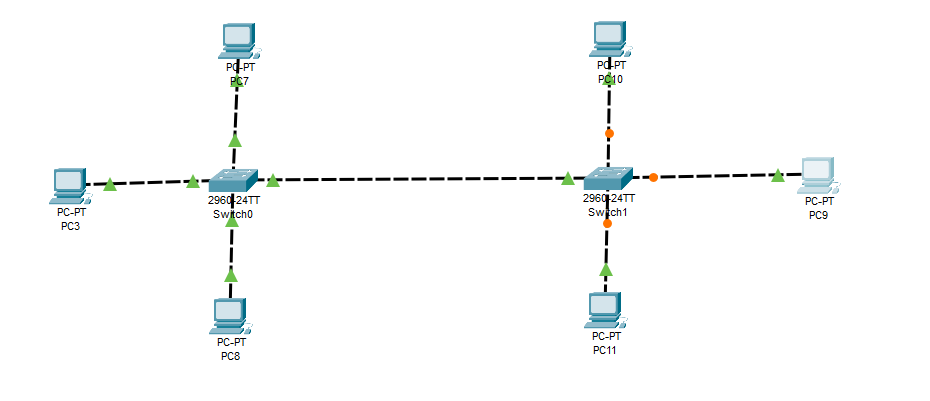 PC-PT
PC7
PC-PT
PC10
PC-PT
PC3
2960-24TT
Switch0
2960-24TT
Switch1
PC-PT
PC9
PC-PT
PC8
PC-PT
PC11